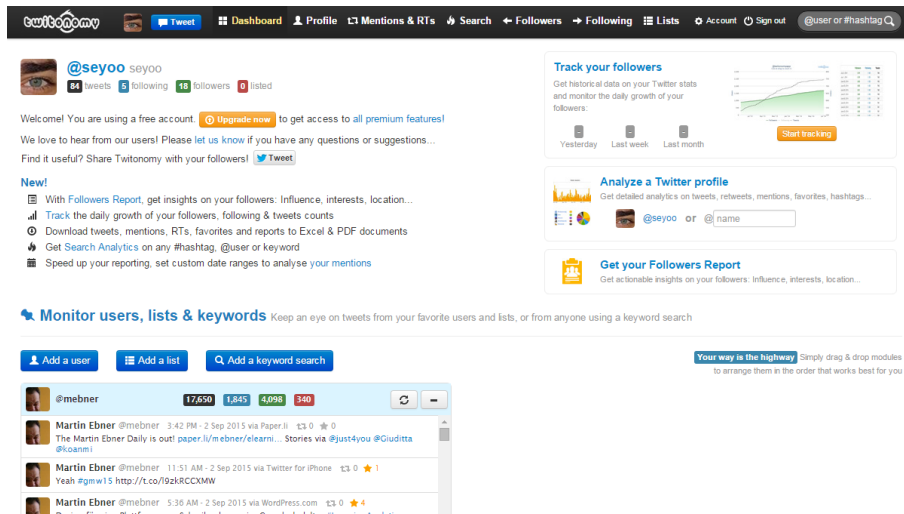 twitonomy Tweet Dashboard Profile Mentions & RTs Search Followers Following Lists Account Sign out @user or #hashtag
@seyoo seyoo
84 tweets 5 following 18 followers 0 listed
Welcome! You are using a free account. Upgrade now to get access to all premium features!
We love to hear from our users! Please let us know if you have any questions or suggestions...
Find it useful? Share Twitonomy with your followers! Tweet
New!
With Followers Report, get insights on your followers: Influence, interests, location...
Track the daily growth of your followers, following & tweets counts
Download tweets, mentions, RTs, favorites and reports to Excel & PDF documents
Get Search Analytics on any #hashtag, @user or keyword
Speed up your reporting, set custom date ranges to analyse your mentions
Track your followers
Get historical data on your Twitter stats
and monitor the daily growth of your
followers:
- - -
Yesterday Last week Last month
Start tracking
Analyze a Twitter profile
Get detailed analytics on tweets, retweets, mentions, favorites, hashtags...
@seyoo or @ name
Get your Followers Report
Get actionable insights on your followers: Influence, interests, location...
Monitor users, lists & keywords Keep an eye on tweets from your favorite users and lists, or from anyone using a keyword search
Add a user Add a list Add a keyword search
Your way is the highway Simply drag & drop modules
to arrange them in the order that works best for you
@mebner 17,650 1,845 4,098 340
Martin Ebner @mebner 3:42 PM - 2 Sep 2015 via Paper.li 0 0
The Martin Ebner Daily is out! paper.li/mebner/elearni... Stories via @just4you @Giuditta
@koanmi
Martin Ebner @mebner 11:51 AM - 2 Sep 2015 via Twitter for iPhone 0 1
Yeah #gmw15 http://t.co/l9zkRCCXMW
Martin Ebner @mebner 5:36 AM - 2 Sep 2015 via WordPress.com 0 4